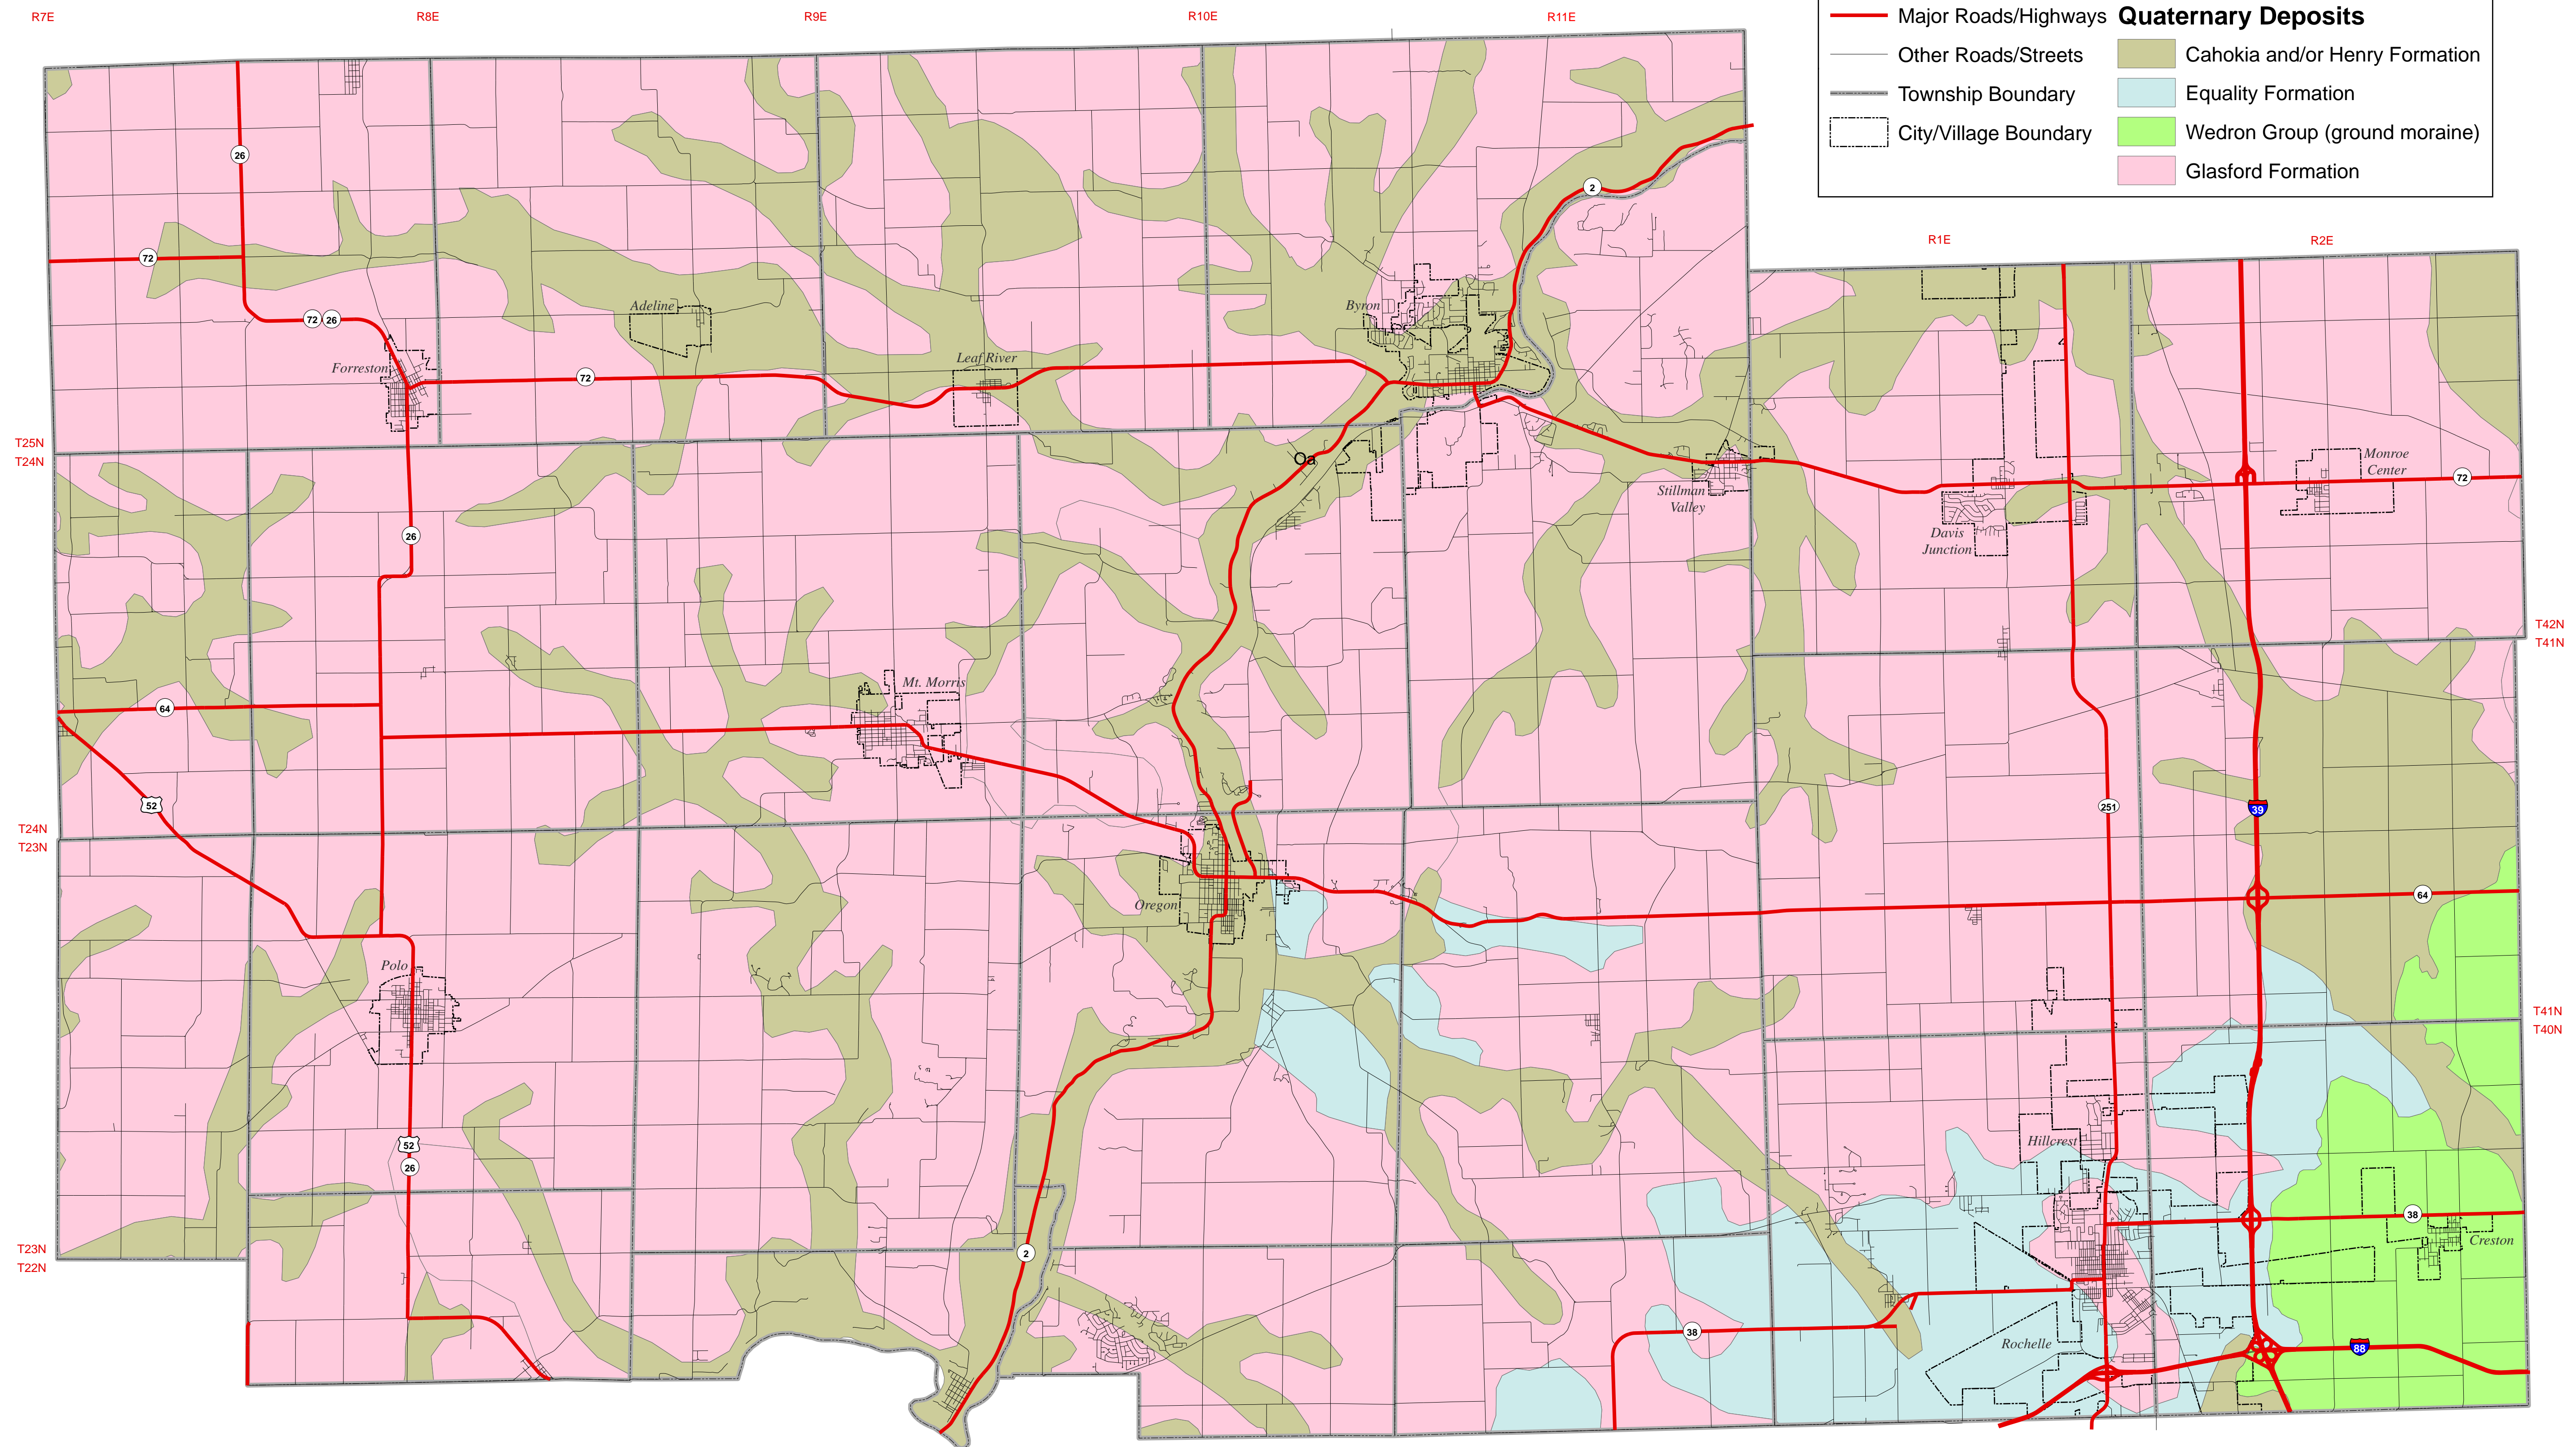 R7E
R8E
R9E
R10E
R11E
Major Roads/Highways
Other Roads/Streets
Township Boundary
City/Village Boundary
Quaternary Deposits
Cahokia and/or Henry Formation
Equality Formation
Wedron Group (ground moraine)
Glasford Formation
R1E
R2E
26
2
72
72
26
Adeline
Byron
Forreston
Leaf River
72
T25N
T24N
Oa
Stillman
Valley
Davis
Junction
Monroe
Center
72
26
T42N
T41N
Mt. Morris
64
52
251
39
T24N
T23N
64
Oregon
Polo
T41N
T40N
52
26
Hillcrest
38
Creston
2
T23N
T22N
38
Rochelle
88